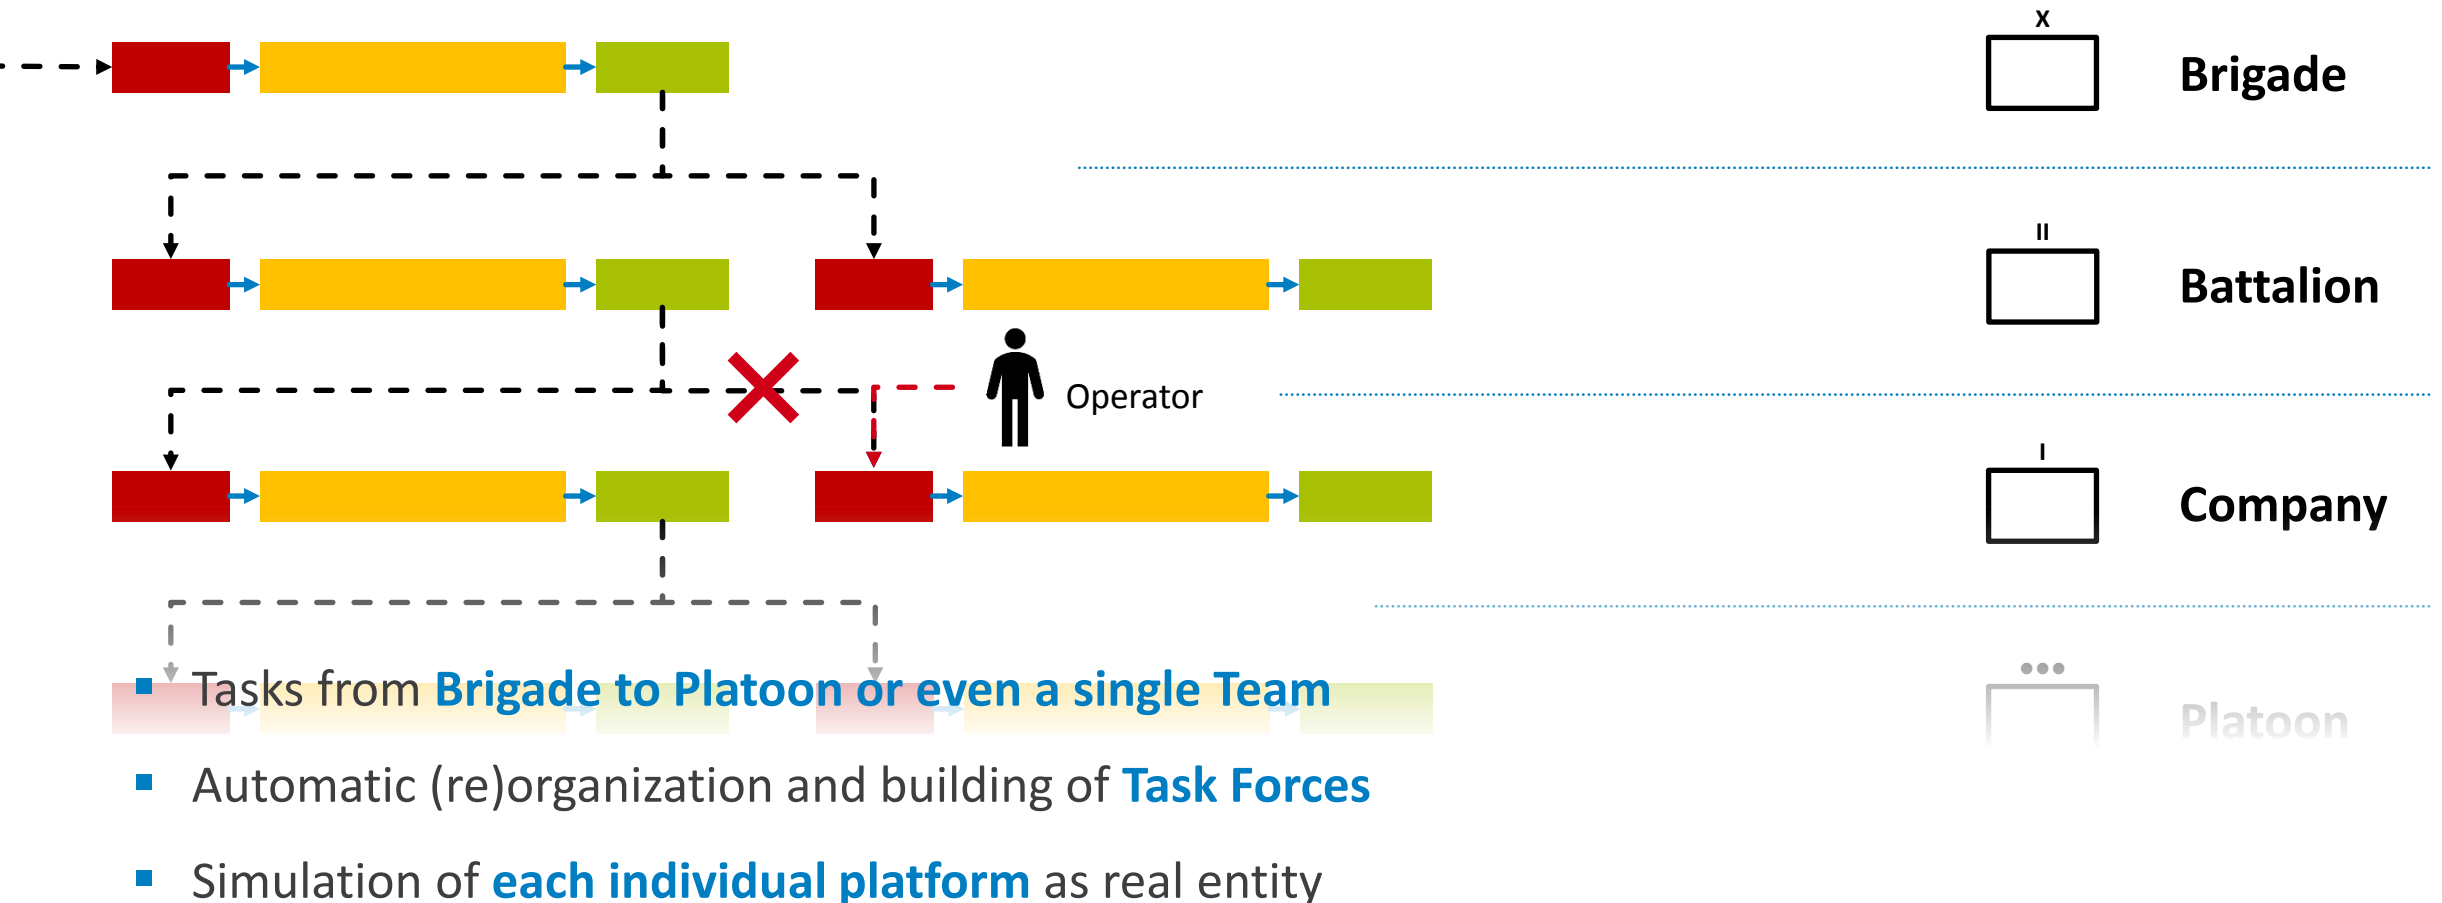 X
Brigade
II
Battalion
Operator
I
Company
•••
Platoon
▪ Tasks from Brigade to Platoon or even a single Team
▪ Automatic (re)organization and building of Task Forces
▪ Simulation of each individual platform as real entity